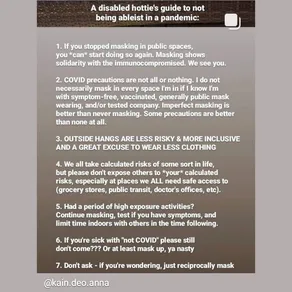 A disabled hottie's guide to not
being ableist in a pandemic:
1. If you stopped masking in public spaces,
you *can* start doing so again. Masking shows
solidarity with the immunocompromised. We see you.
2. COVID precautions are not all or nothing. I do not
necessarily mask in every space I'm in if I know I'm
with symptom-free, vaccinated, generally public mask
wearing, and/or tested company. Imperfect masking is
better than never masking. Some precautions are better
than none at all.
3. OUTSIDE HANGS ARE LESS RISKY & MORE INCLUSIVE
AND A GREAT EXCUSE TO WEAR LESS CLOTHING
4. We all take calculated risks of some sort in life,
but please don't expose others to *your* calculated
risks, especially at places we ALL need safe access to
(grocery stores, public transit, doctor's offices, etc).
5. Had a period of high exposure activities?
Continue masking, test if you have symptoms, and
limit time indoors with others in the time following.
6. If you're sick with "not COVID" please still
don't come??? Or at least mask up, ya nasty
7. Don't ask - if you're wondering, just reciprocally mask
@kain.deo.anna